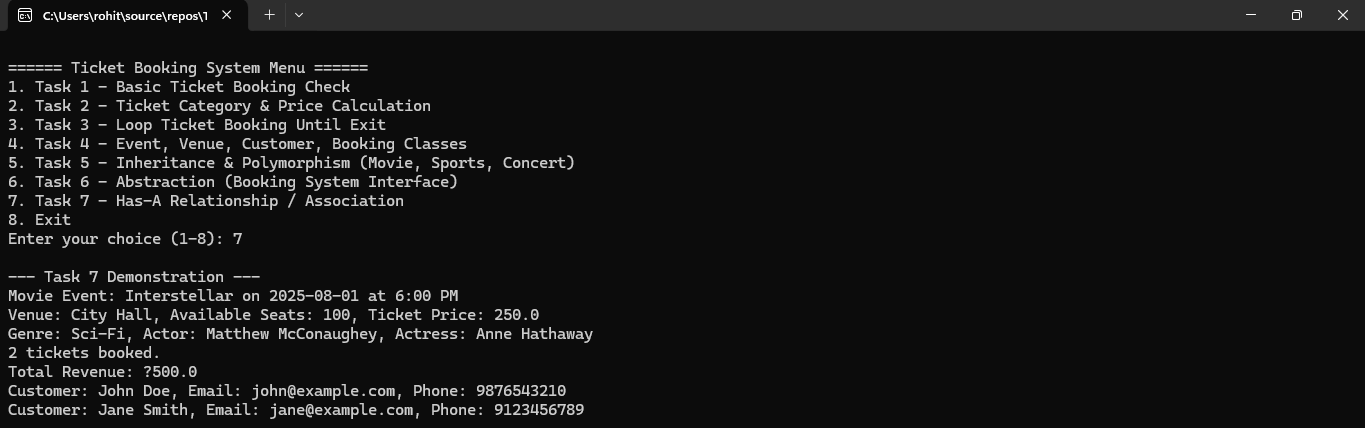 C:\Users\rohit\source\repos\T
====== Ticket Booking System Menu ======
1. Task 1 - Basic Ticket Booking Check
2. Task 2 - Ticket Category & Price Calculation
3. Task 3 - Loop Ticket Booking Until Exit
4. Task 4 - Event, Venue, Customer, Booking Classes
5. Task 5 - Inheritance & Polymorphism (Movie, Sports, Concert)
6. Task 6 - Abstraction (Booking System Interface)
7. Task 7 - Has-A Relationship / Association
8. Exit
Enter your choice (1-8): 7
--- Task 7 Demonstration ---
Movie Event: Interstellar on 2025-08-01 at 6:00 PM
Venue: City Hall, Available Seats: 100, Ticket Price: 250.0
Genre: Sci-Fi, Actor: Matthew McConaughey, Actress: Anne Hathaway
2 tickets booked.
Total Revenue: ?500.0
Customer: John Doe, Email: john@example.com, Phone: 9876543210
Customer: Jane Smith, Email: jane@example.com, Phone: 9123456789